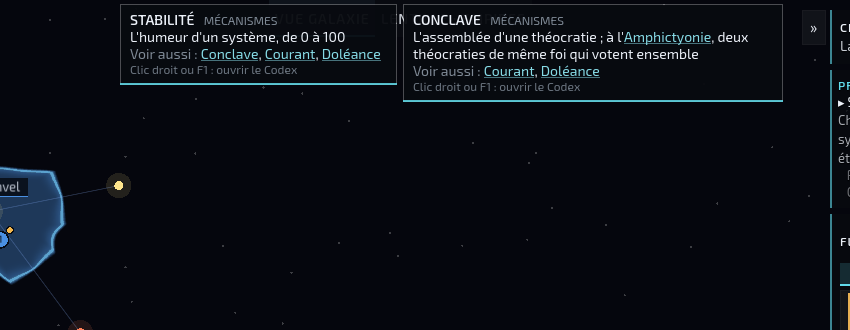 STABILITÉ MÉCANISMES
L'humeur d'un système, de 0 à 100
Voir aussi : Conclave, Courant, Doléance
Clic droit ou F1 : ouvrir le Codex
CONCLAVE MÉCANISMES
L'assemblée d'une théocratie ; à l'Amphictyonie, deux
théocraties de même foi qui votent ensemble
Voir aussi : Courant, Doléance
Clic droit ou F1 : ouvrir le Codex
»